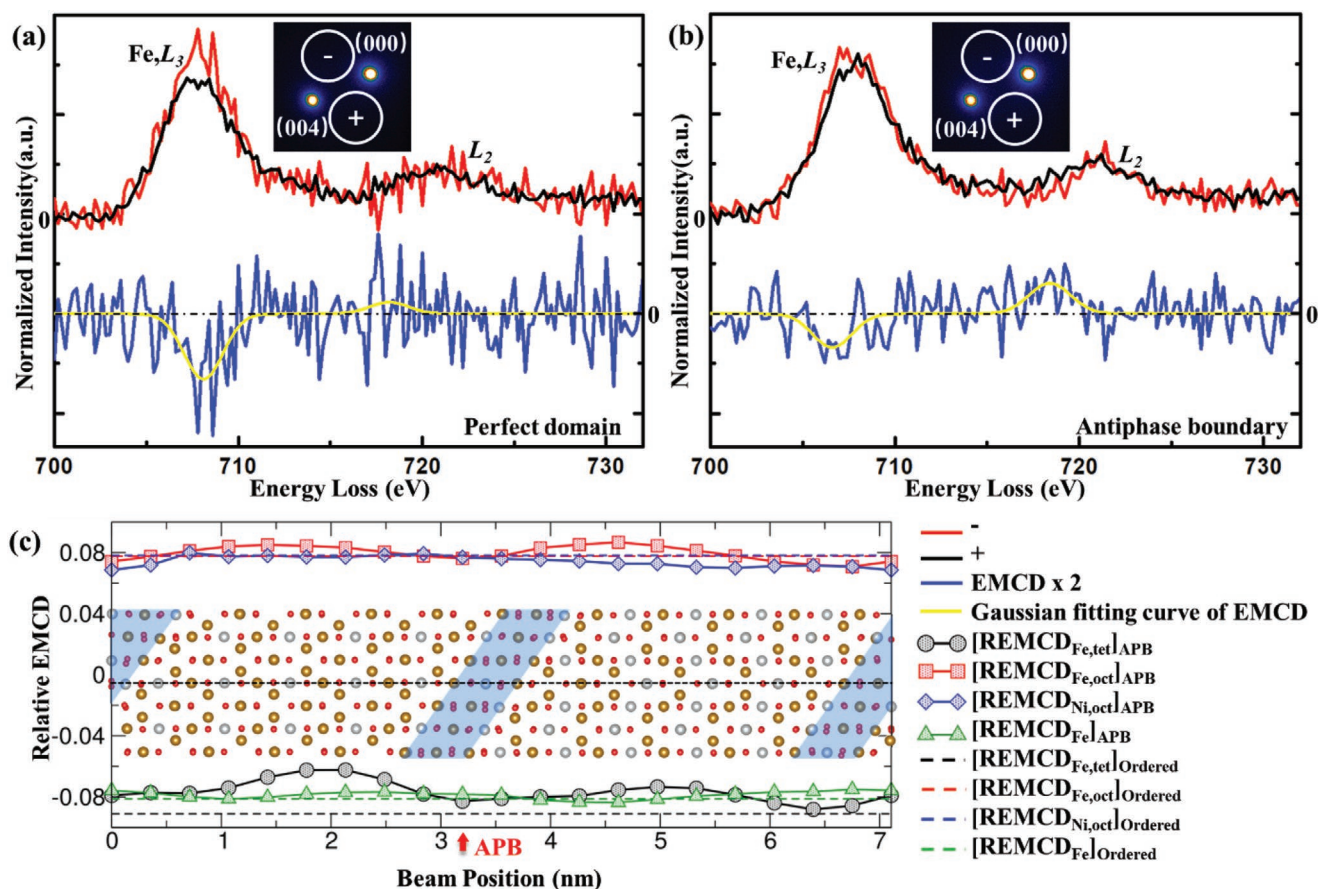 (a)
Fe,L3
(000)
-
+
(004)
L2
0
0
Normalized Intensity(a.u.)
Perfect domain
700 710 720 730
Energy Loss (eV)
(b)
Fe,L3
(000)
-
+
(004)
L2
0
0
Normalized Intensity(a.u.)
Antiphase boundary
700 710 720 730
Energy Loss (eV)
(c)
Relative EMCD
0.08
0.04
0
-0.04
-0.08
0 1 2 3 4 5 6 7
APB
Beam Position (nm)
-
+
EMCD x 2
Gaussian fitting curve of EMCD
[REMCDFe,tet]APB
[REMCDFe,oct]APB
[REMCDNi,oct]APB
[REMCDFe]APB
[REMCDFe,tet]Ordered
[REMCDFe,oct]Ordered
[REMCDNi,oct]Ordered
[REMCDFe]Ordered